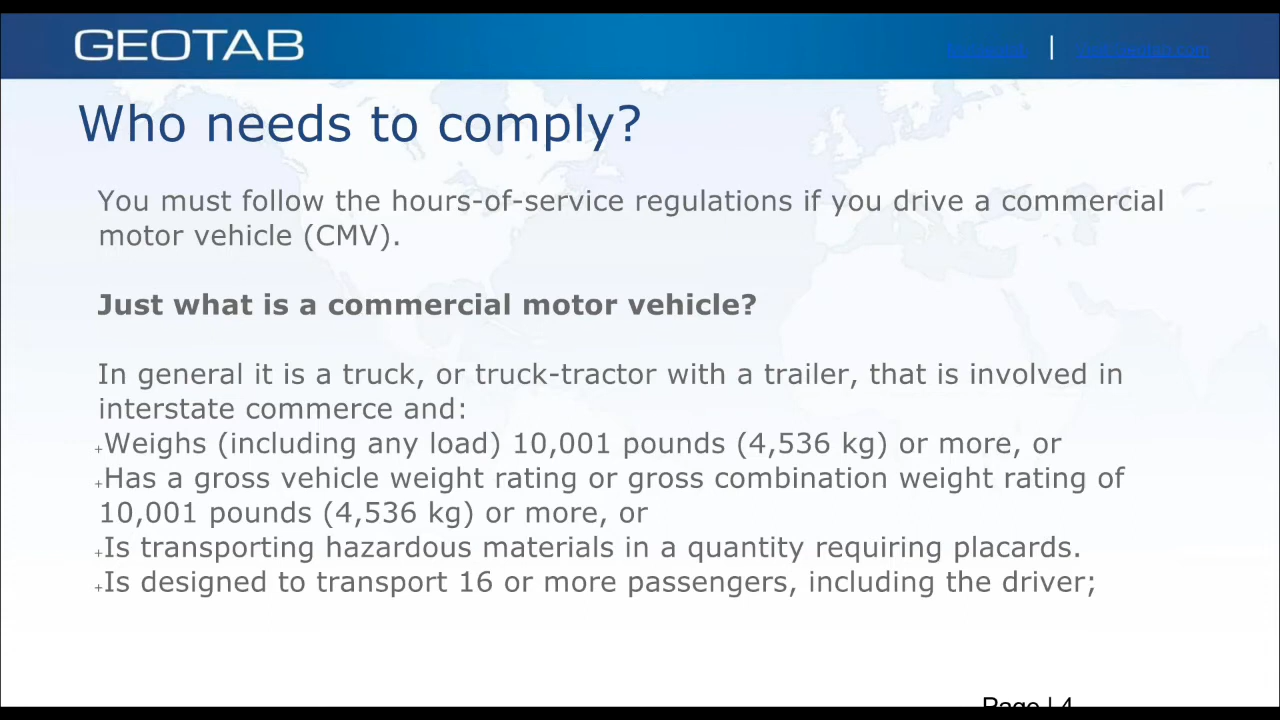 GEOTAB
|
Who needs to comply?
You must follow the hours-of-service regulations if you drive a commercial
motor vehicle (CMV).
Just what is a commercial motor vehicle?
In general it is a truck, or truck-tractor with a trailer, that is involved in
interstate commerce and:
+Weighs (including any load) 10,001 pounds (4,536 kg) or more, or
+Has a gross vehicle weight rating or gross combination weight rating of
10,001 pounds (4,536 kg) or more, or
+Is transporting hazardous materials in a quantity requiring placards.
+Is designed to transport 16 or more passengers, including the driver;
Page | 4